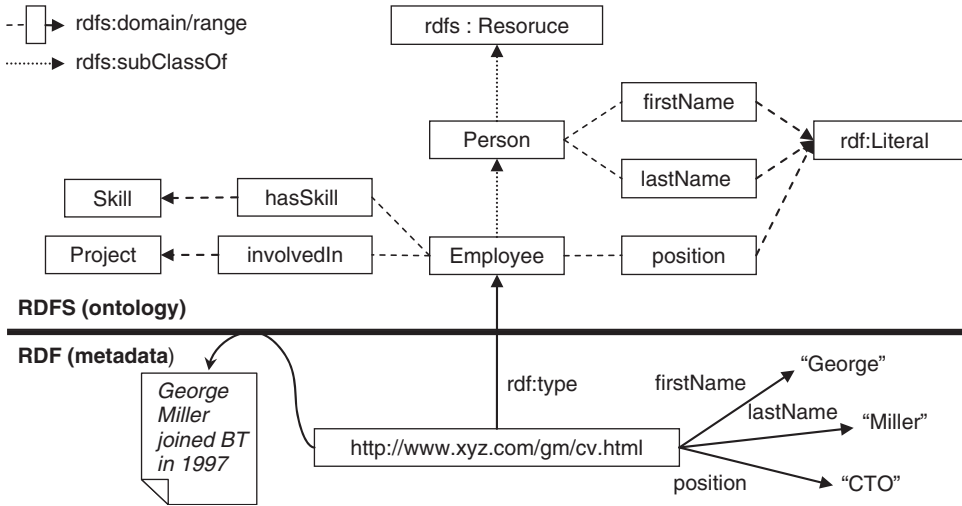 rdfs:domain/range
rdfs:subClassOf
rdfs : Resoruce
Person
firstName
lastName
rdf:Literal
Skill
hasSkill
Project
involvedIn
Employee
position
RDFS (ontology)
RDF (metadata)
George
Miller
joined BT
in 1997
rdf:type
http://www.xyz.com/gm/cv.html
firstName
lastName
position
“George”
“Miller”
“CTO”